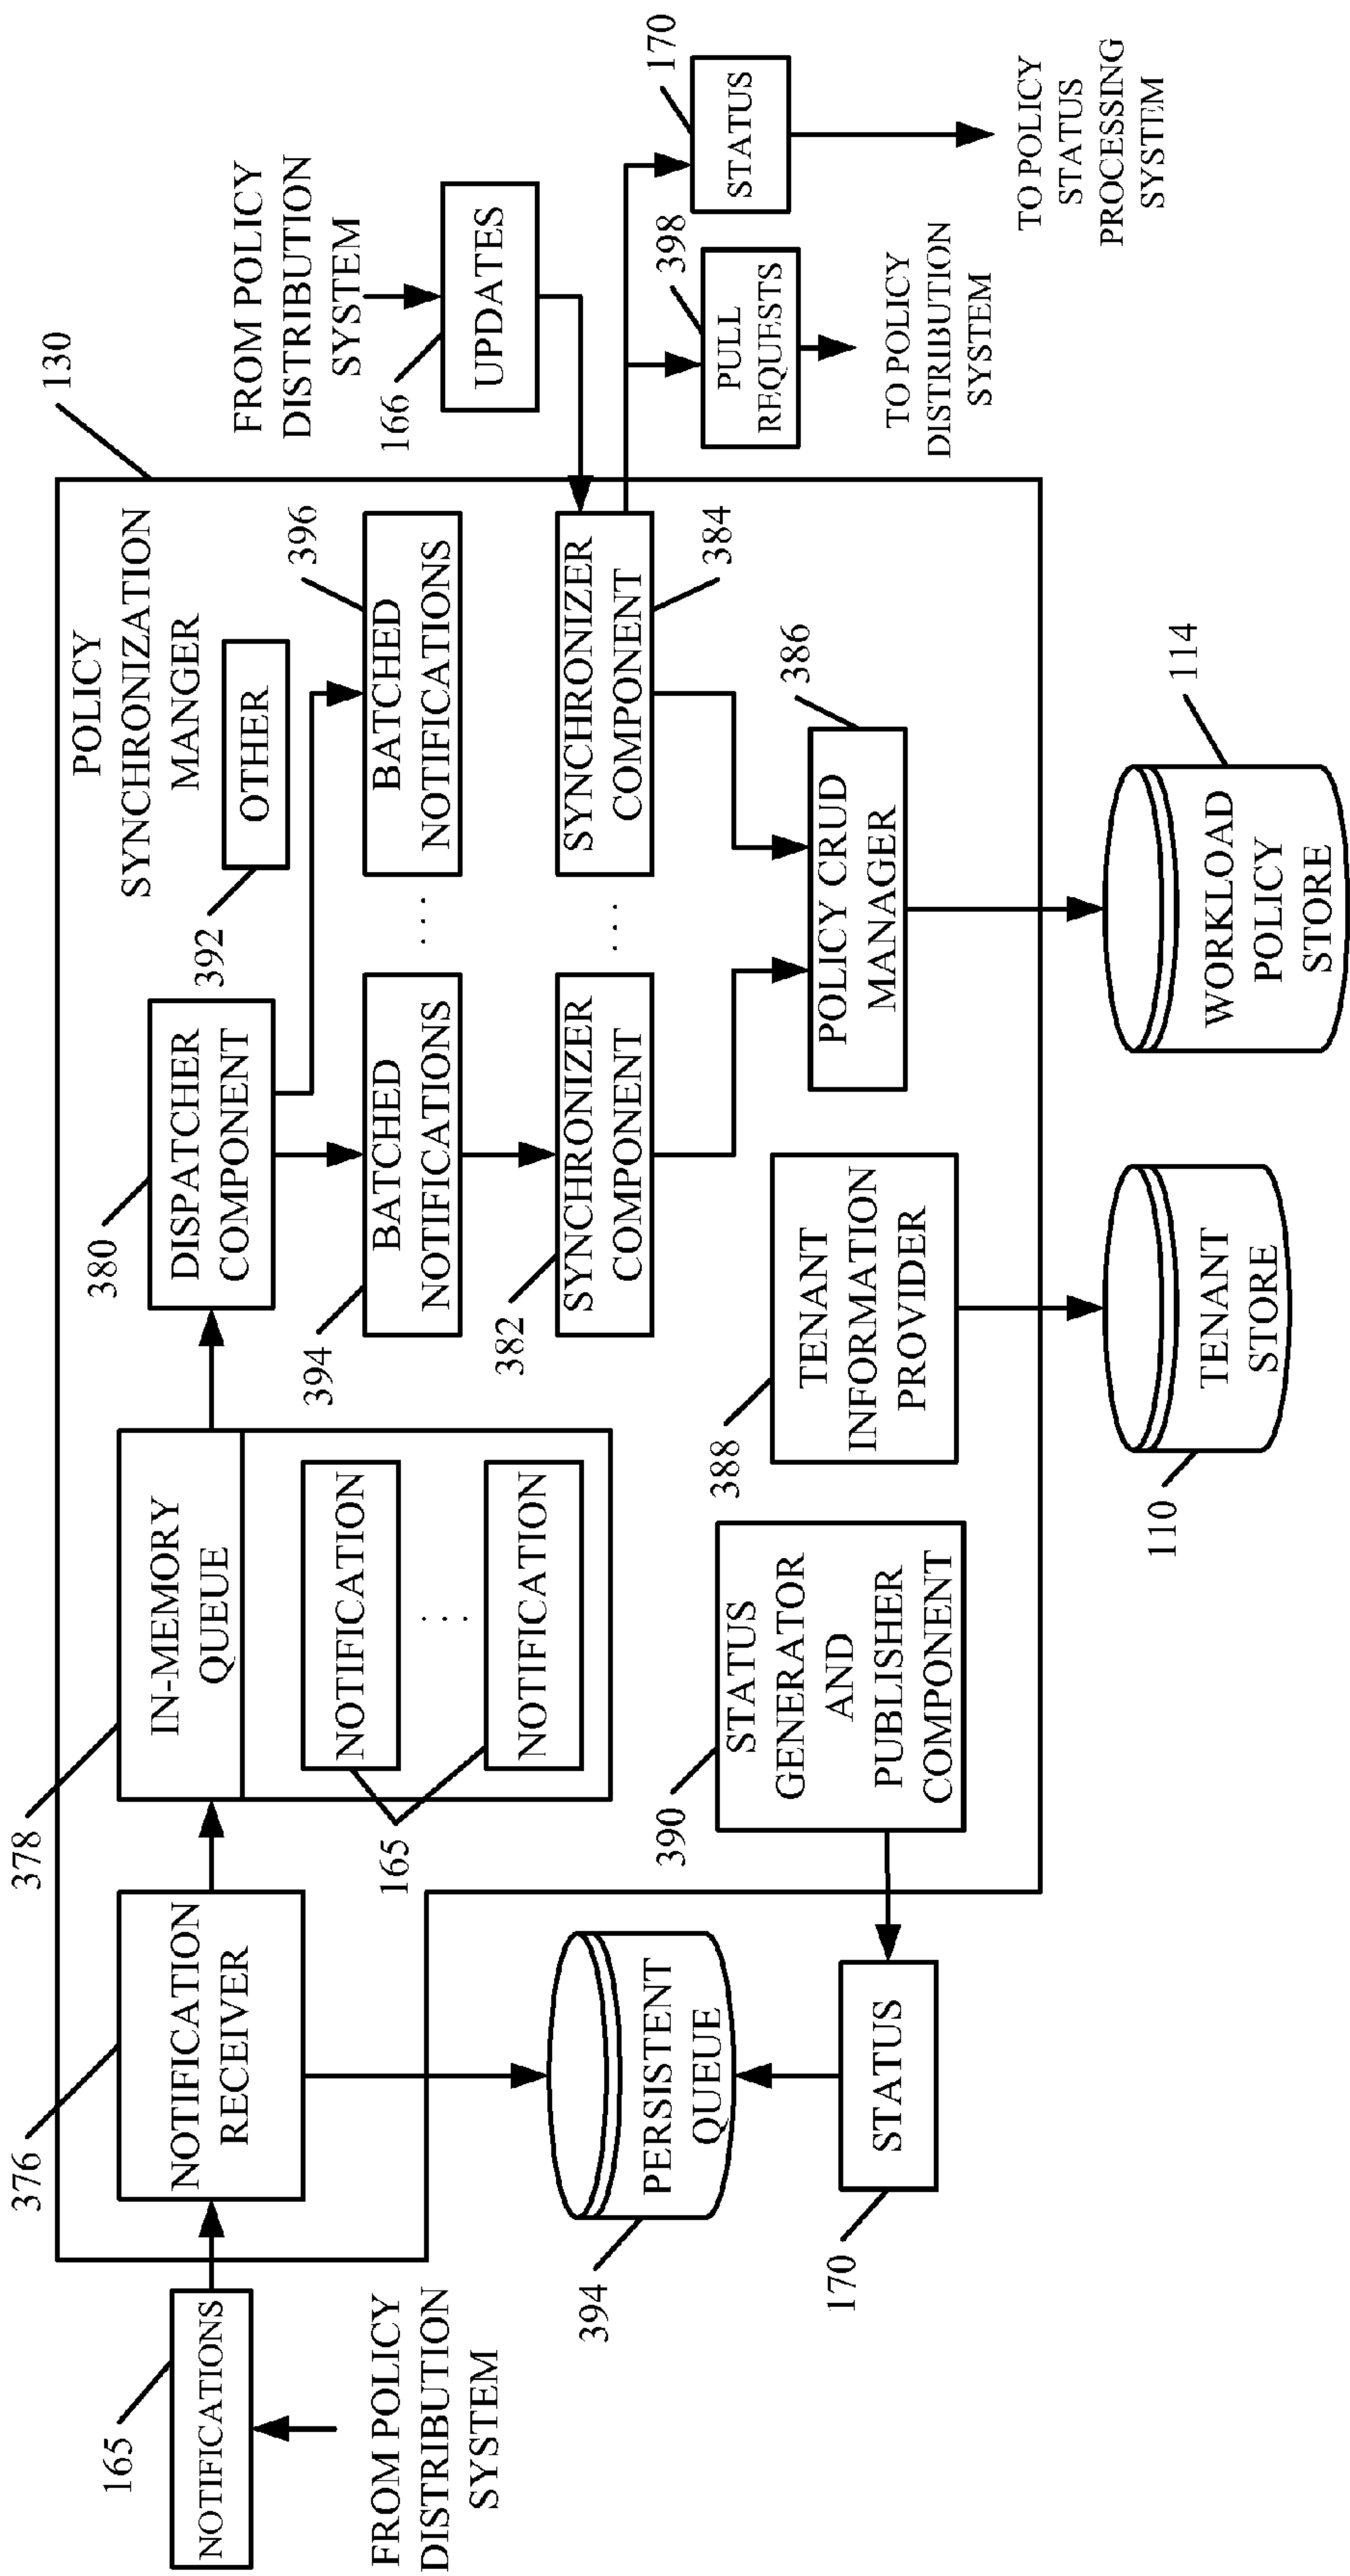 130
POLICY
SYNCHRONIZATION
MANGER
165
NOTIFICATIONS
FROM POLICY
DISTRIBUTION
SYSTEM
376
NOTIFICATION
RECEIVER
378
IN-MEMORY
QUEUE
NOTIFICATION
...
NOTIFICATION
165
380
DISPATCHER
COMPONENT
392
OTHER
394
BATCHED
NOTIFICATIONS
...
396
BATCHED
NOTIFICATIONS
382
SYNCHRONIZER
COMPONENT
...
SYNCHRONIZER
COMPONENT
384
FROM POLICY
DISTRIBUTION
SYSTEM
166
UPDATES
398
PULL
REQUESTS
TO POLICY
DISTRIBUTION
SYSTEM
170
STATUS
TO POLICY
STATUS
PROCESSING
SYSTEM
386
POLICY CRUD
MANAGER
388
TENANT
INFORMATION
PROVIDER
390
STATUS
GENERATOR
AND
PUBLISHER
COMPONENT
394
PERSISTENT
QUEUE
170
STATUS
110
TENANT
STORE
114
WORKLOAD
POLICY
STORE